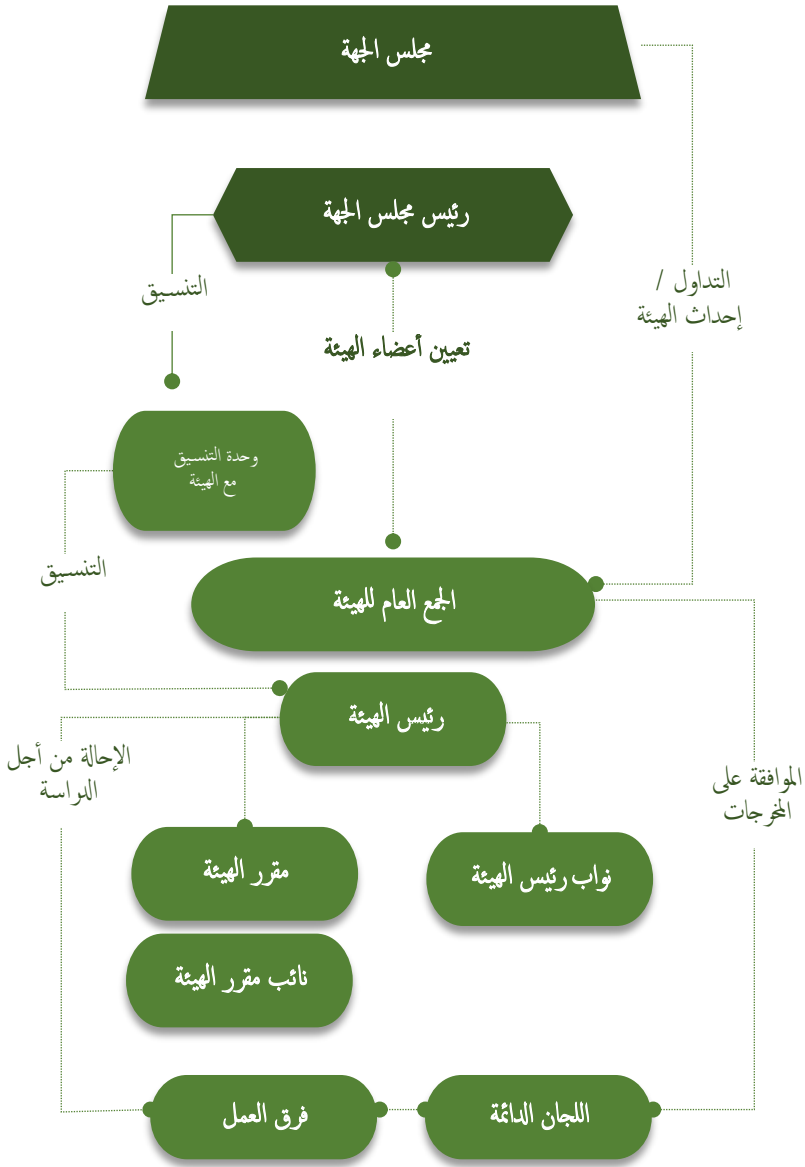 مجلس الجهة
رئيس مجلس الجهة
التداول /
إحداث الهيئة
التنسيق
تعيين أعضاء الهيئة
وحدة التنسيق
مع الهيئة
التنسيق
الجمع العام للهيئة
رئيس الهيئة
الموافقة على
المخرجات
الإحالة من أجل
الدراسة
نواب رئيس الهيئة
مقرر الهيئة
نائب مقرر الهيئة
اللجان الدائمة
فرق العمل